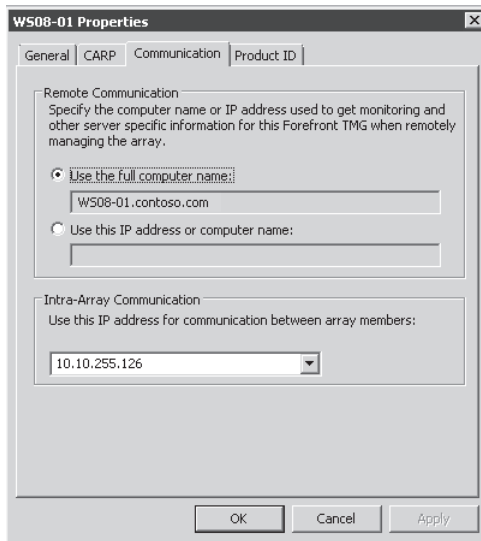 WS08-01 Properties
General CARP Communication Product ID
Remote Communication
Specify the computer name or IP address used to get monitoring and
other server specific information for this Forefront TMG when remotely
managing the array.
Use the full computer name:
WS08-01.contoso.com
Use this IP address or computer name:
Intra-Array Communication
Use this IP address for communication between array members:
10.10.255.126
OK Cancel Apply